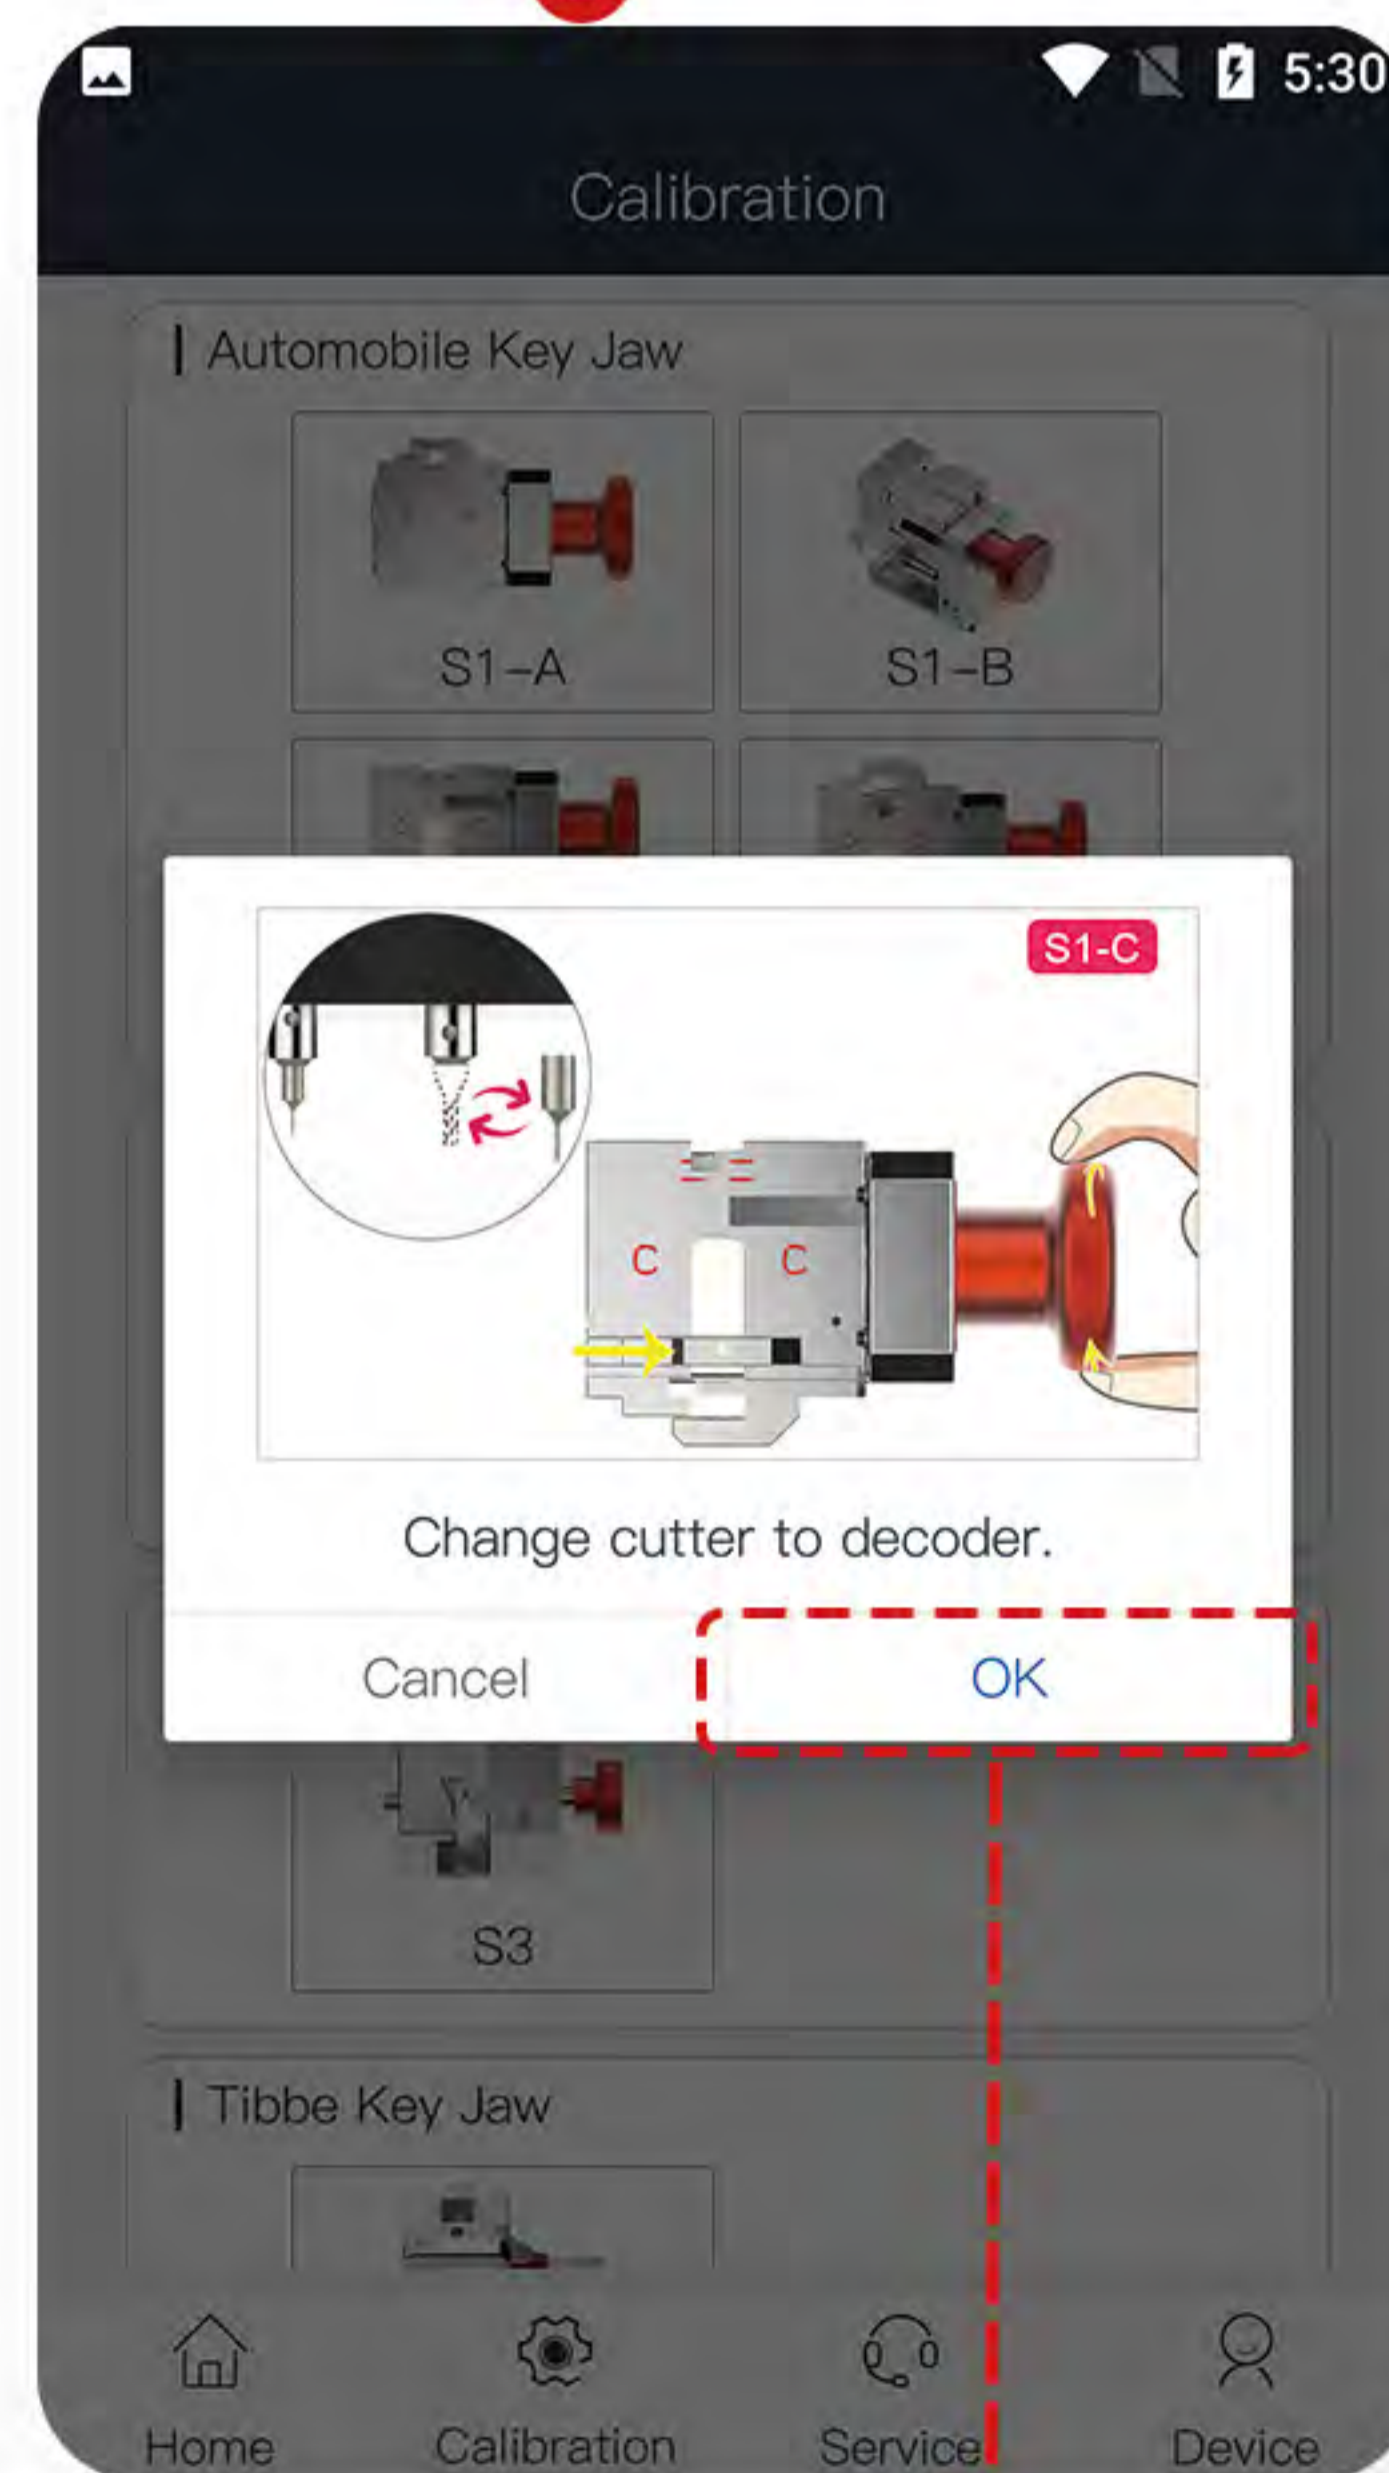 5:30
Calibration
Automobile Key Jaw
S1-A
S1-B
S1-C
C
C
Change cutter to decoder.
Cancel
OK
S3
Tibbe Key Jaw
Home
Calibration
Service
Device